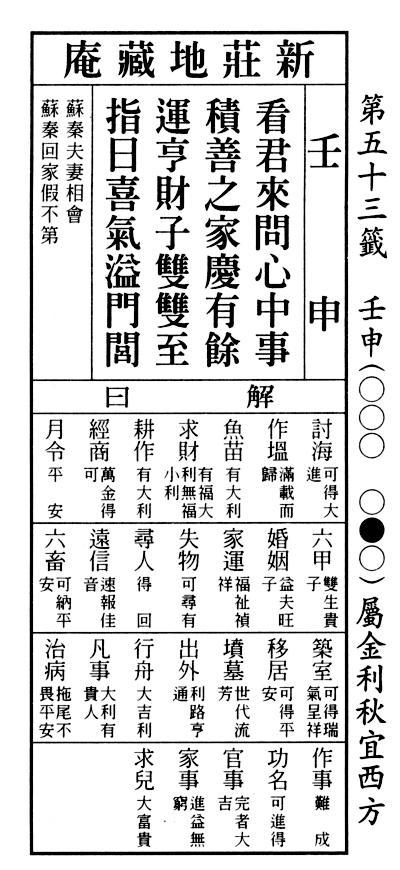 第五十三籤 壬申(○○○ ○●○)屬金利秋宜西方
新莊地藏庵
壬申
看君來問心中事
積善之家慶有餘
運亨財子雙雙至
指日喜氣溢門閭
蘇秦夫妻相會
蘇秦回家假不第
解曰
討海 可得大進
作塭 滿載而歸
魚苗 有大利
求財 有福大利無福小利
耕作 有大利
經商 萬金得可
月令 平安
六甲 雙生貴子
婚姻 益夫旺子
家運 福祉禎祥
失物 可尋有
尋人 得回
遠信 速報佳音
六畜 可納平安
築室 可得瑞氣呈祥
移居 可得平安
墳墓 世代流芳
出外 利路亨通
行舟 大吉利
凡事 大利有貴人
治病 拖尾不畏平安
作事 難成
功名 可進得
官事 完者大吉
家事 進益無窮
求兒 大富貴